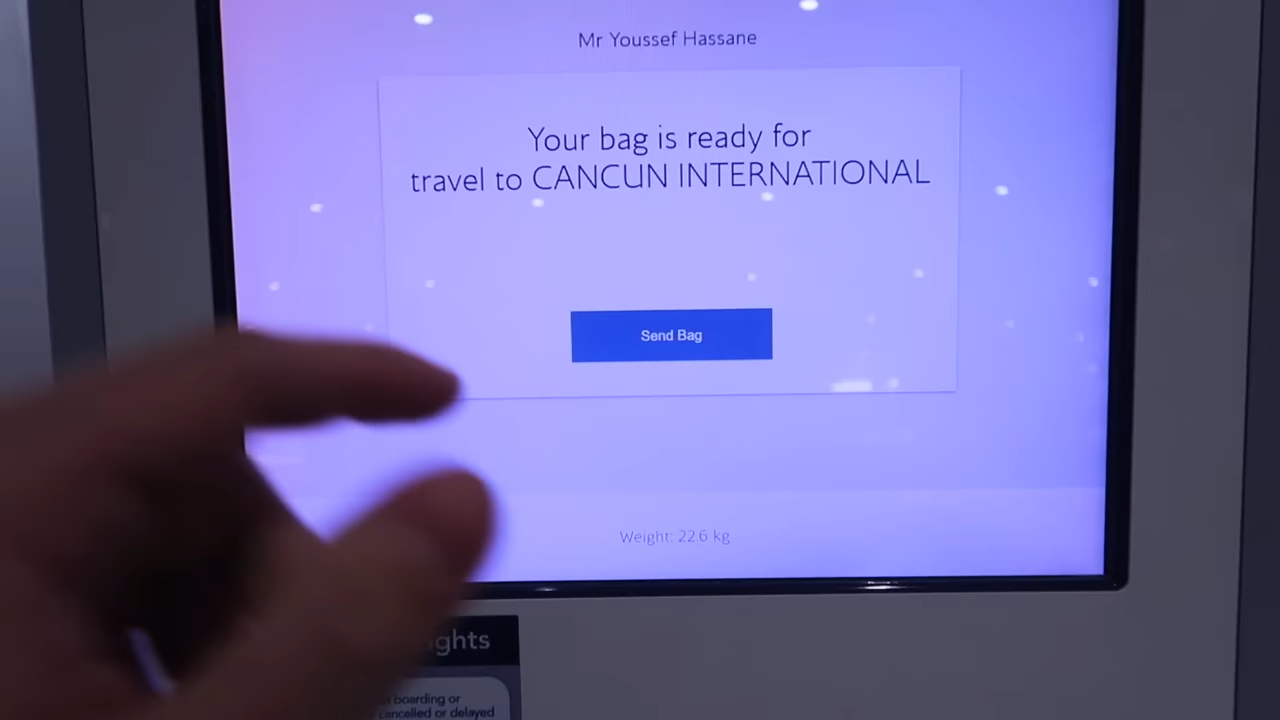 Mr Youssef Hassane
Your bag is ready for
travel to CANCUN INTERNATIONAL
Send Bag
Weight: 22.6 kg
boarding or
cancelled or delayed